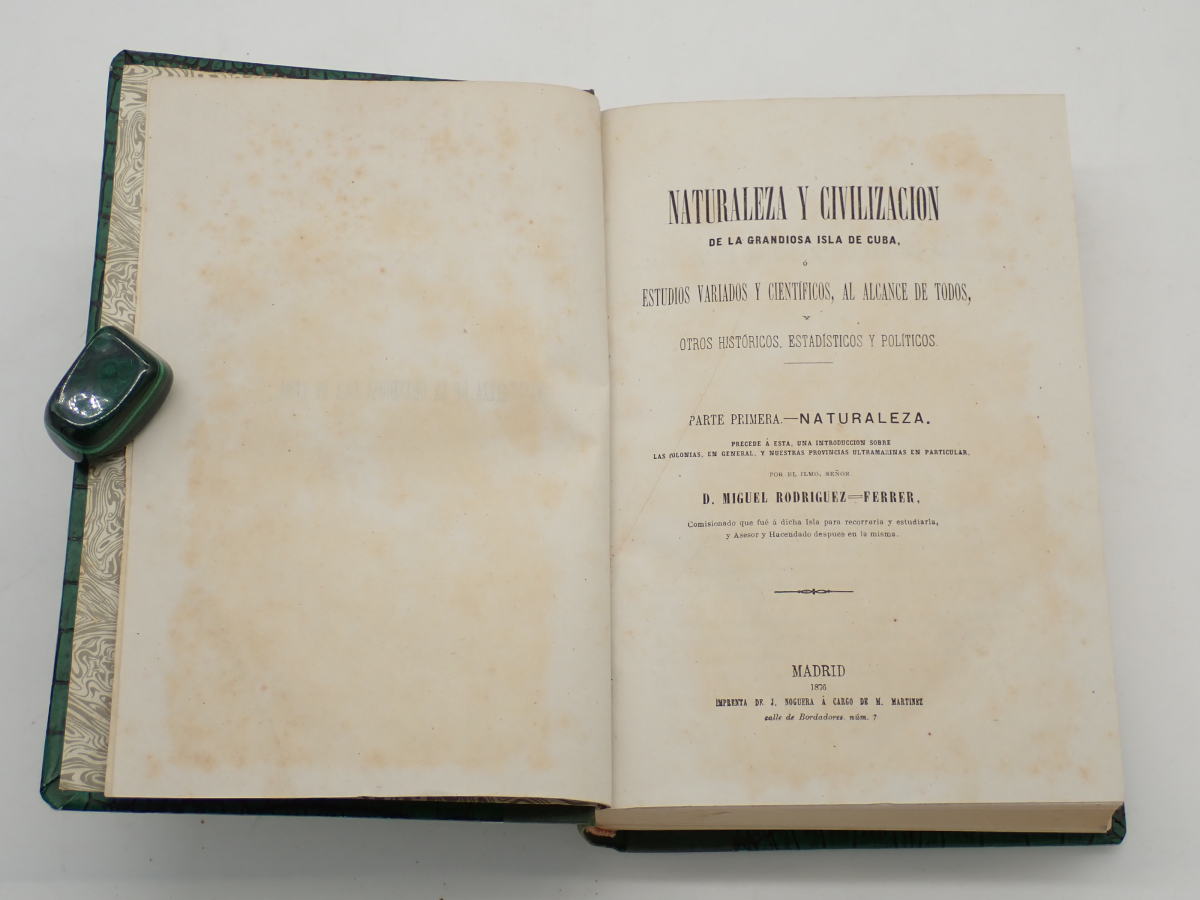 NATURALEZA Y CIVILIZACION
DE LA GRANDIOSA ISLA DE CUBA,
ó
ESTUDIOS VARIADOS Y CIENTÍFICOS, AL ALCANCE DE TODOS,
Y
OTROS HISTÓRICOS, ESTADÍSTICOS Y POLÍTICOS.
PARTE PRIMERA.—NATURALEZA.
PRECEDE Á ESTA, UNA INTRODUCCION SOBRE
LAS COLONIAS, EN GENERAL, Y NUESTRAS PROVINCIAS ULTRAMARINAS EN PARTICULAR,
POR EL ILMO. SEÑOR
D. MIGUEL RODRIGUEZ=FERRER,
Comisionado que fué á dicha Isla para recorrarla y estudiarla,
y Asesor y Hacendado despues en la misma.
MADRID
1876
IMPRENTA DE J. NOGUERA Á CARGO DE M. MARTINEZ
calle de Bordadores, núm. 7